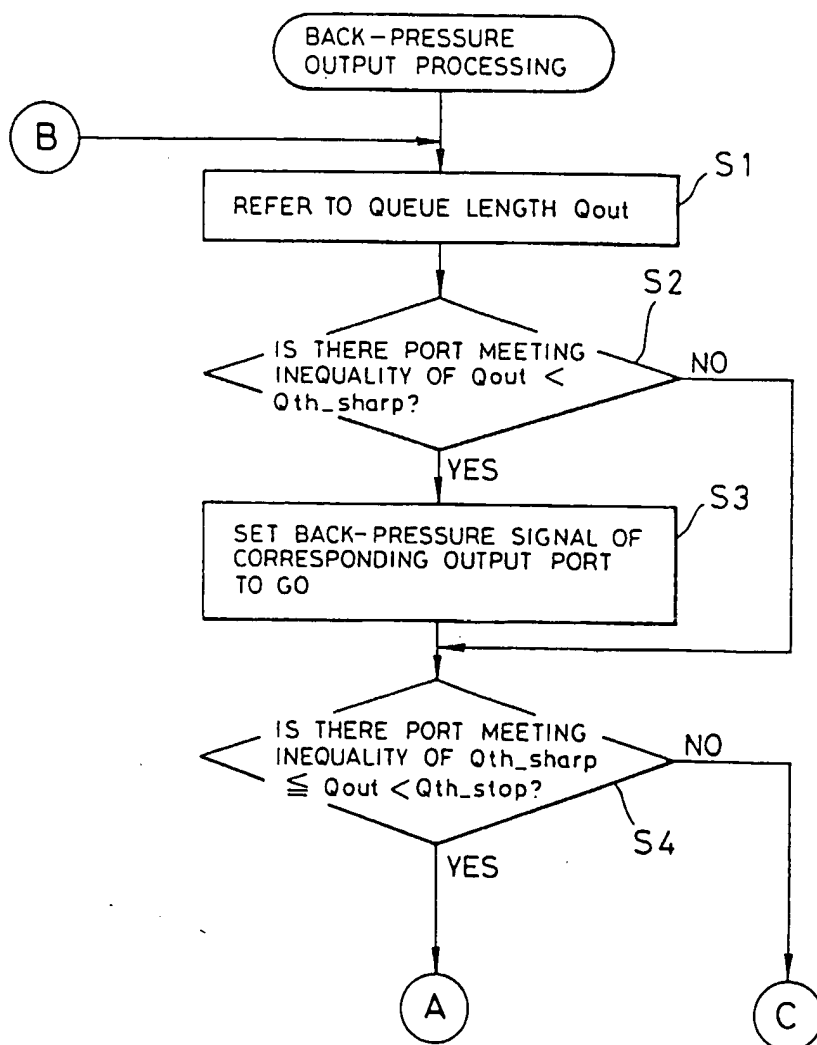 BACK-PRESSURE
OUTPUT PROCESSING
B
S1
REFER TO QUEUE LENGTH Qout
S2
IS THERE PORT MEETING
INEQUALITY OF Qout <
Qth_sharp?
NO
YES
S3
SET BACK-PRESSURE SIGNAL OF
CORRESPONDING OUTPUT PORT
TO GO
IS THERE PORT MEETING
INEQUALITY OF Qth_sharp
≦ Qout < Qth_stop?
NO
S4
YES
A
C